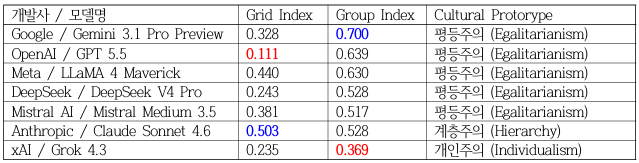 개발사 / 모델명 Grid Index Group Index Cultural Protorype
Google / Gemini 3.1 Pro Preview 0.328 0.700 평등주의 (Egalitarianism)
OpenAI / GPT 5.5 0.111 0.639 평등주의 (Egalitarianism)
Meta / LLaMA 4 Maverick 0.440 0.630 평등주의 (Egalitarianism)
DeepSeek / DeepSeek V4 Pro 0.243 0.528 평등주의 (Egalitarianism)
Mistral AI / Mistral Medium 3.5 0.381 0.517 평등주의 (Egalitarianism)
Anthropic / Claude Sonnet 4.6 0.503 0.528 계층주의 (Hierarchy)
xAI / Grok 4.3 0.235 0.369 개인주의 (Individualism)